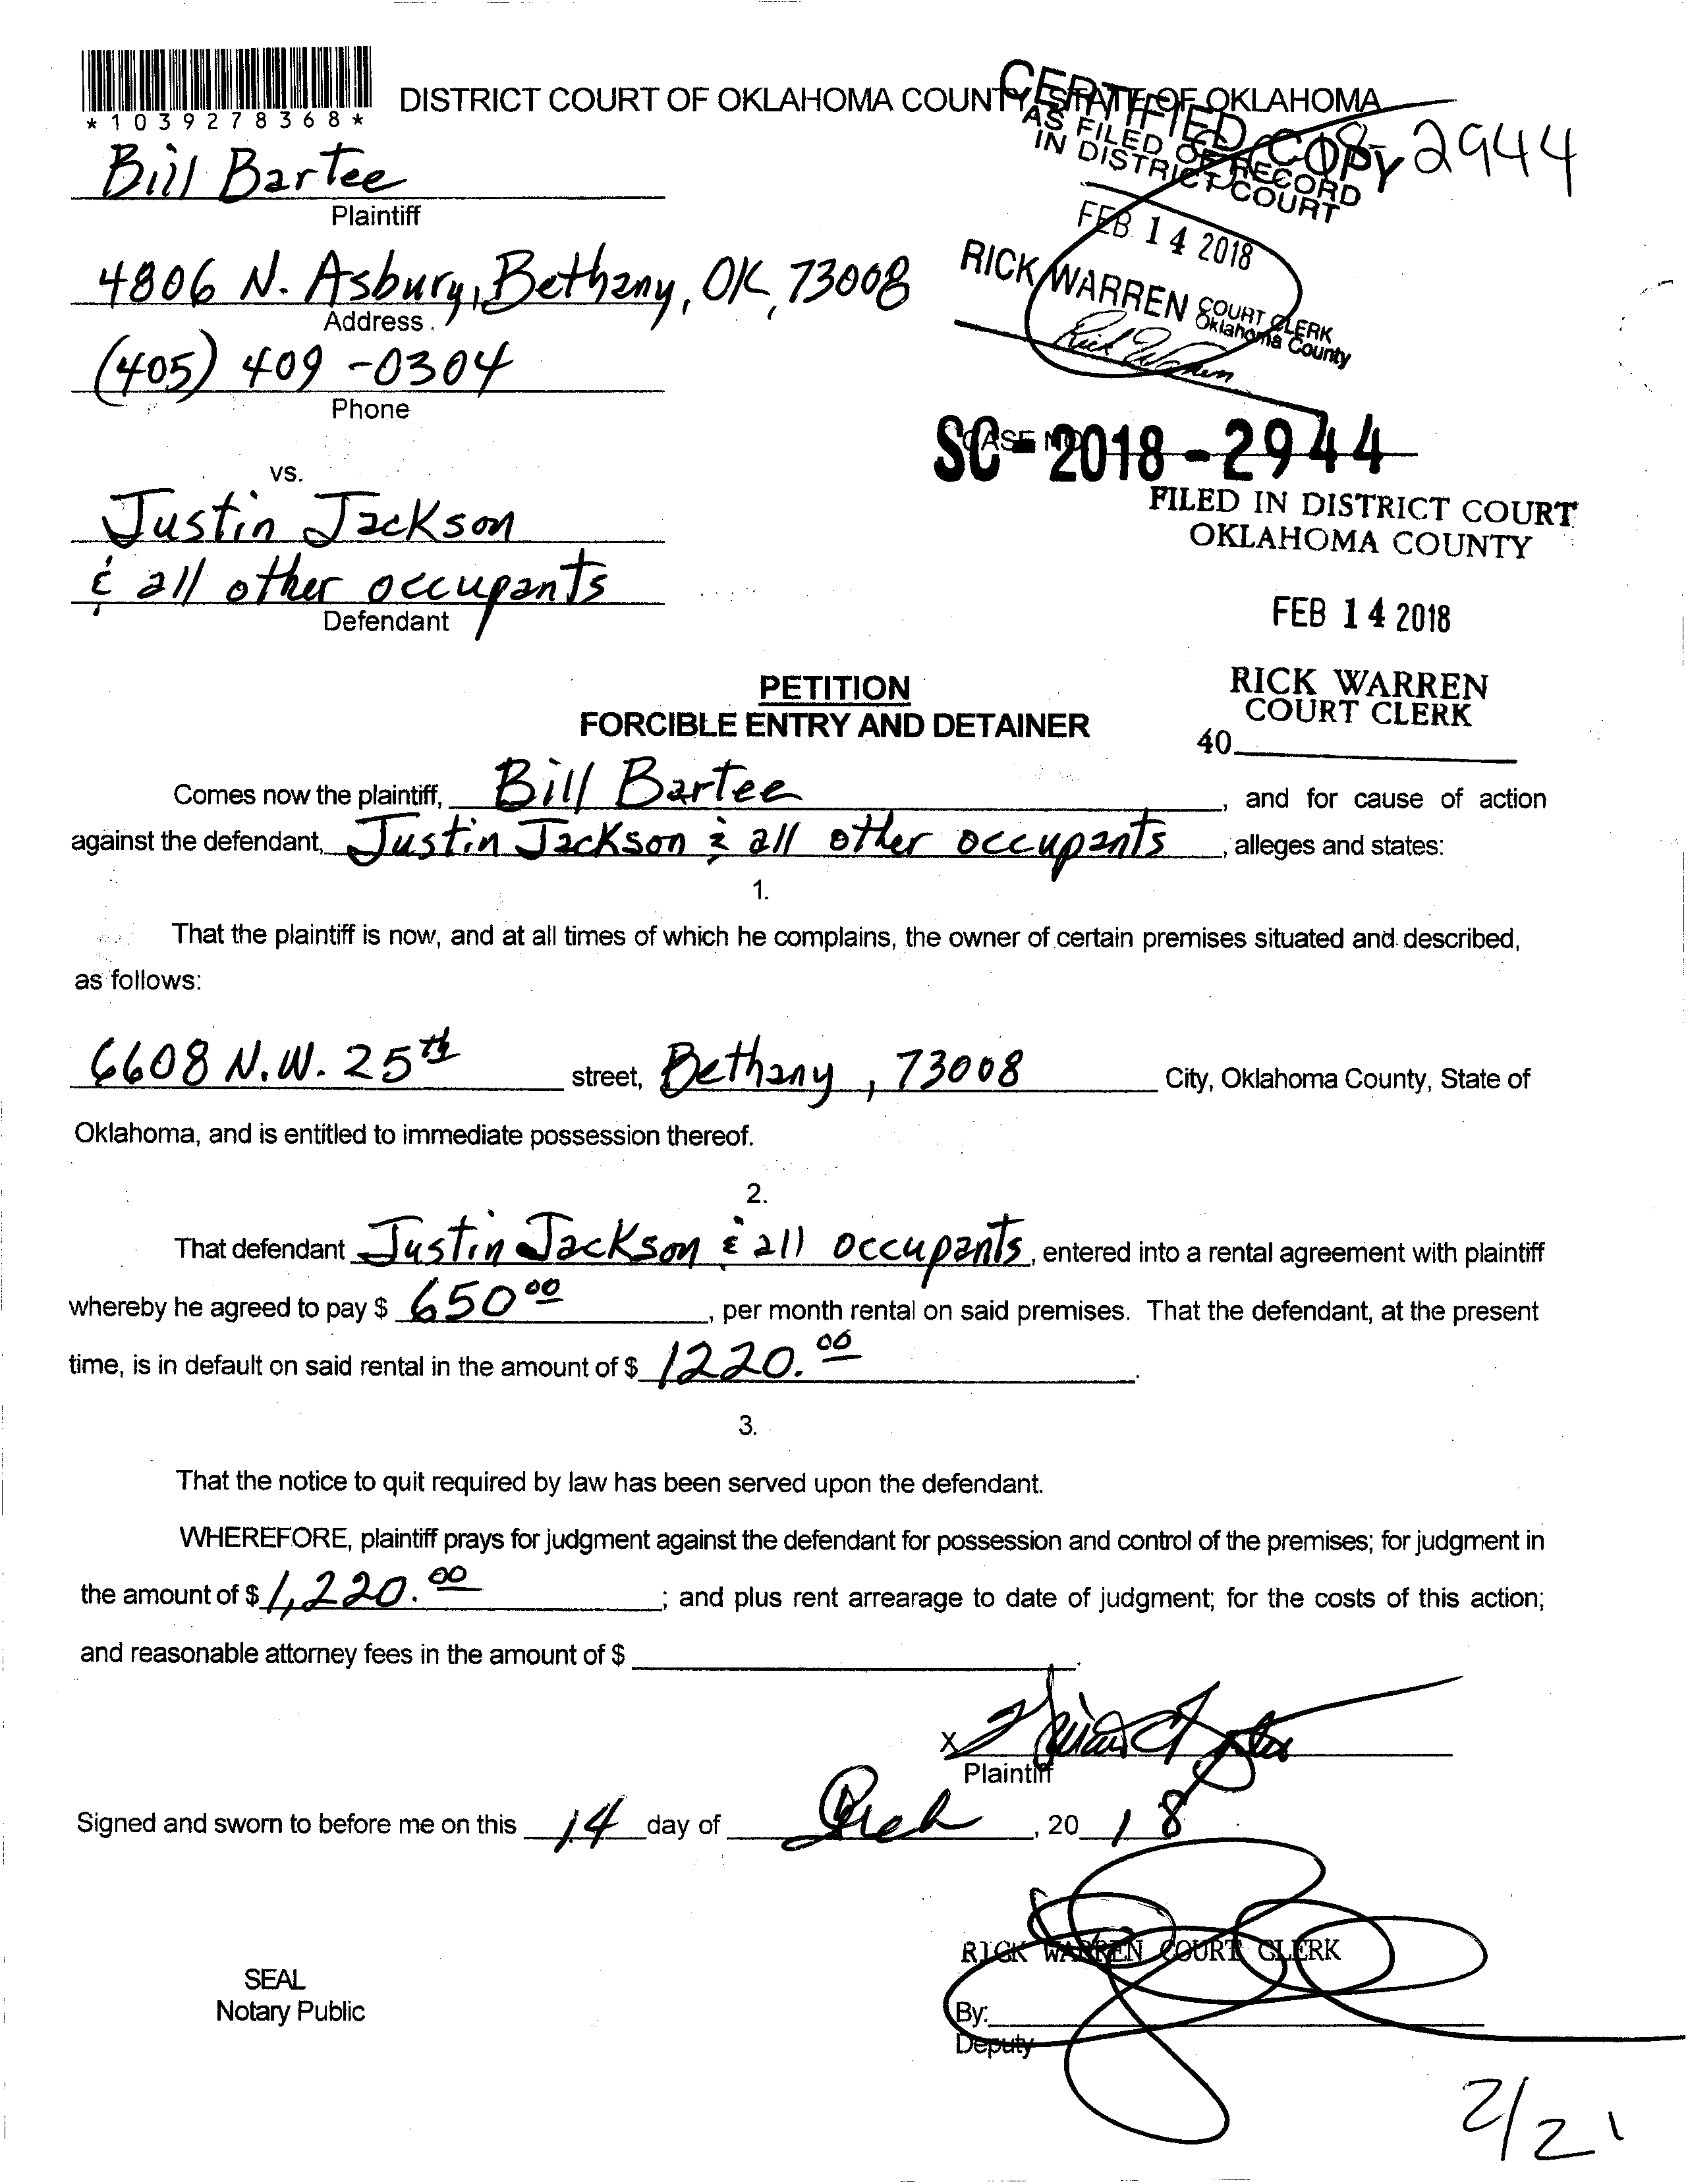 DISTRICT COURT OF OKLAHOMA COUNTY, STATE OF OKLAHOMA
*1039278368*
CERTIFIED COPY
AS FILED OF RECORD
IN DISTRICT COURT
18-2944
Bill Bartee
Plaintiff
FEB 14 2018
4806 N. Asbury, Bethany, OK, 73008
Address
RICK WARREN COURT CLERK
Oklahoma County
Rick Warren
(405) 409-0304
Phone
CASE NO.
SC-2018-2944
vs.
FILED IN DISTRICT COURT
OKLAHOMA COUNTY
Justin Jackson
& all other occupants
Defendant
FEB 14 2018
RICK WARREN
COURT CLERK
40
PETITION
FORCIBLE ENTRY AND DETAINER
Comes now the plaintiff, Bill Bartee, and for cause of action
against the defendant, Justin Jackson & all other occupants, alleges and states:
1.
That the plaintiff is now, and at all times of which he complains, the owner of certain premises situated and described,
as follows:
6608 N.W. 25th street, Bethany, 73008 City, Oklahoma County, State of
Oklahoma, and is entitled to immediate possession thereof.
2.
That defendant Justin Jackson & all occupants, entered into a rental agreement with plaintiff
whereby he agreed to pay $ 650 00, per month rental on said premises. That the defendant, at the present
time, is in default on said rental in the amount of $ 1220. 00.
3.
That the notice to quit required by law has been served upon the defendant.
WHEREFORE, plaintiff prays for judgment against the defendant for possession and control of the premises; for judgment in
the amount of $ 1,220. 00; and plus rent arrearage to date of judgment; for the costs of this action;
and reasonable attorney fees in the amount of $
X
Plaintiff
Signed and sworn to before me on this 14 day of , 20 18
RICK WARREN COURT CLERK
SEAL
Notary Public
By:
Deputy
2/21